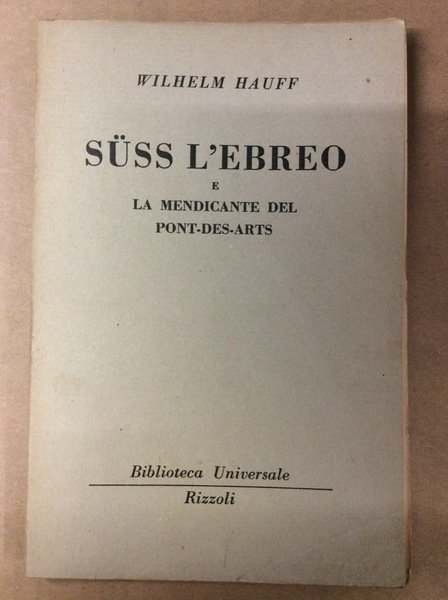 WILHELM HAUFF
SÜSS L'EBREO
E
LA MENDICANTE DEL
PONT-DES-ARTS
Biblioteca Universale
Rizzoli